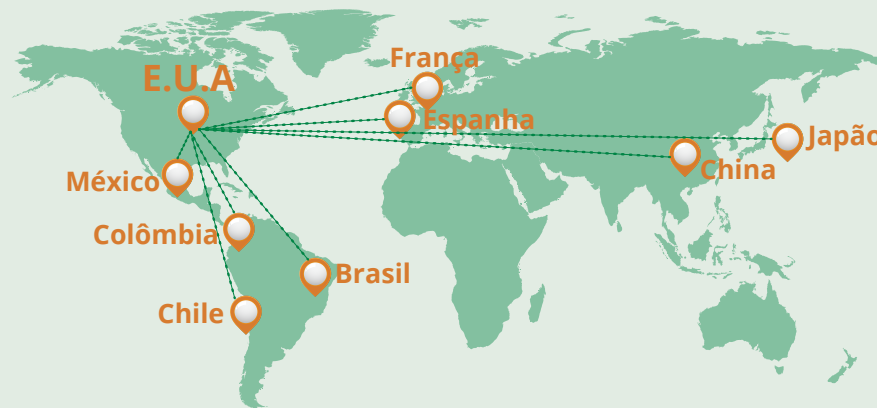 França
E.U.A
Espanha
Japão
China
México
Colômbia
Brasil
Chile